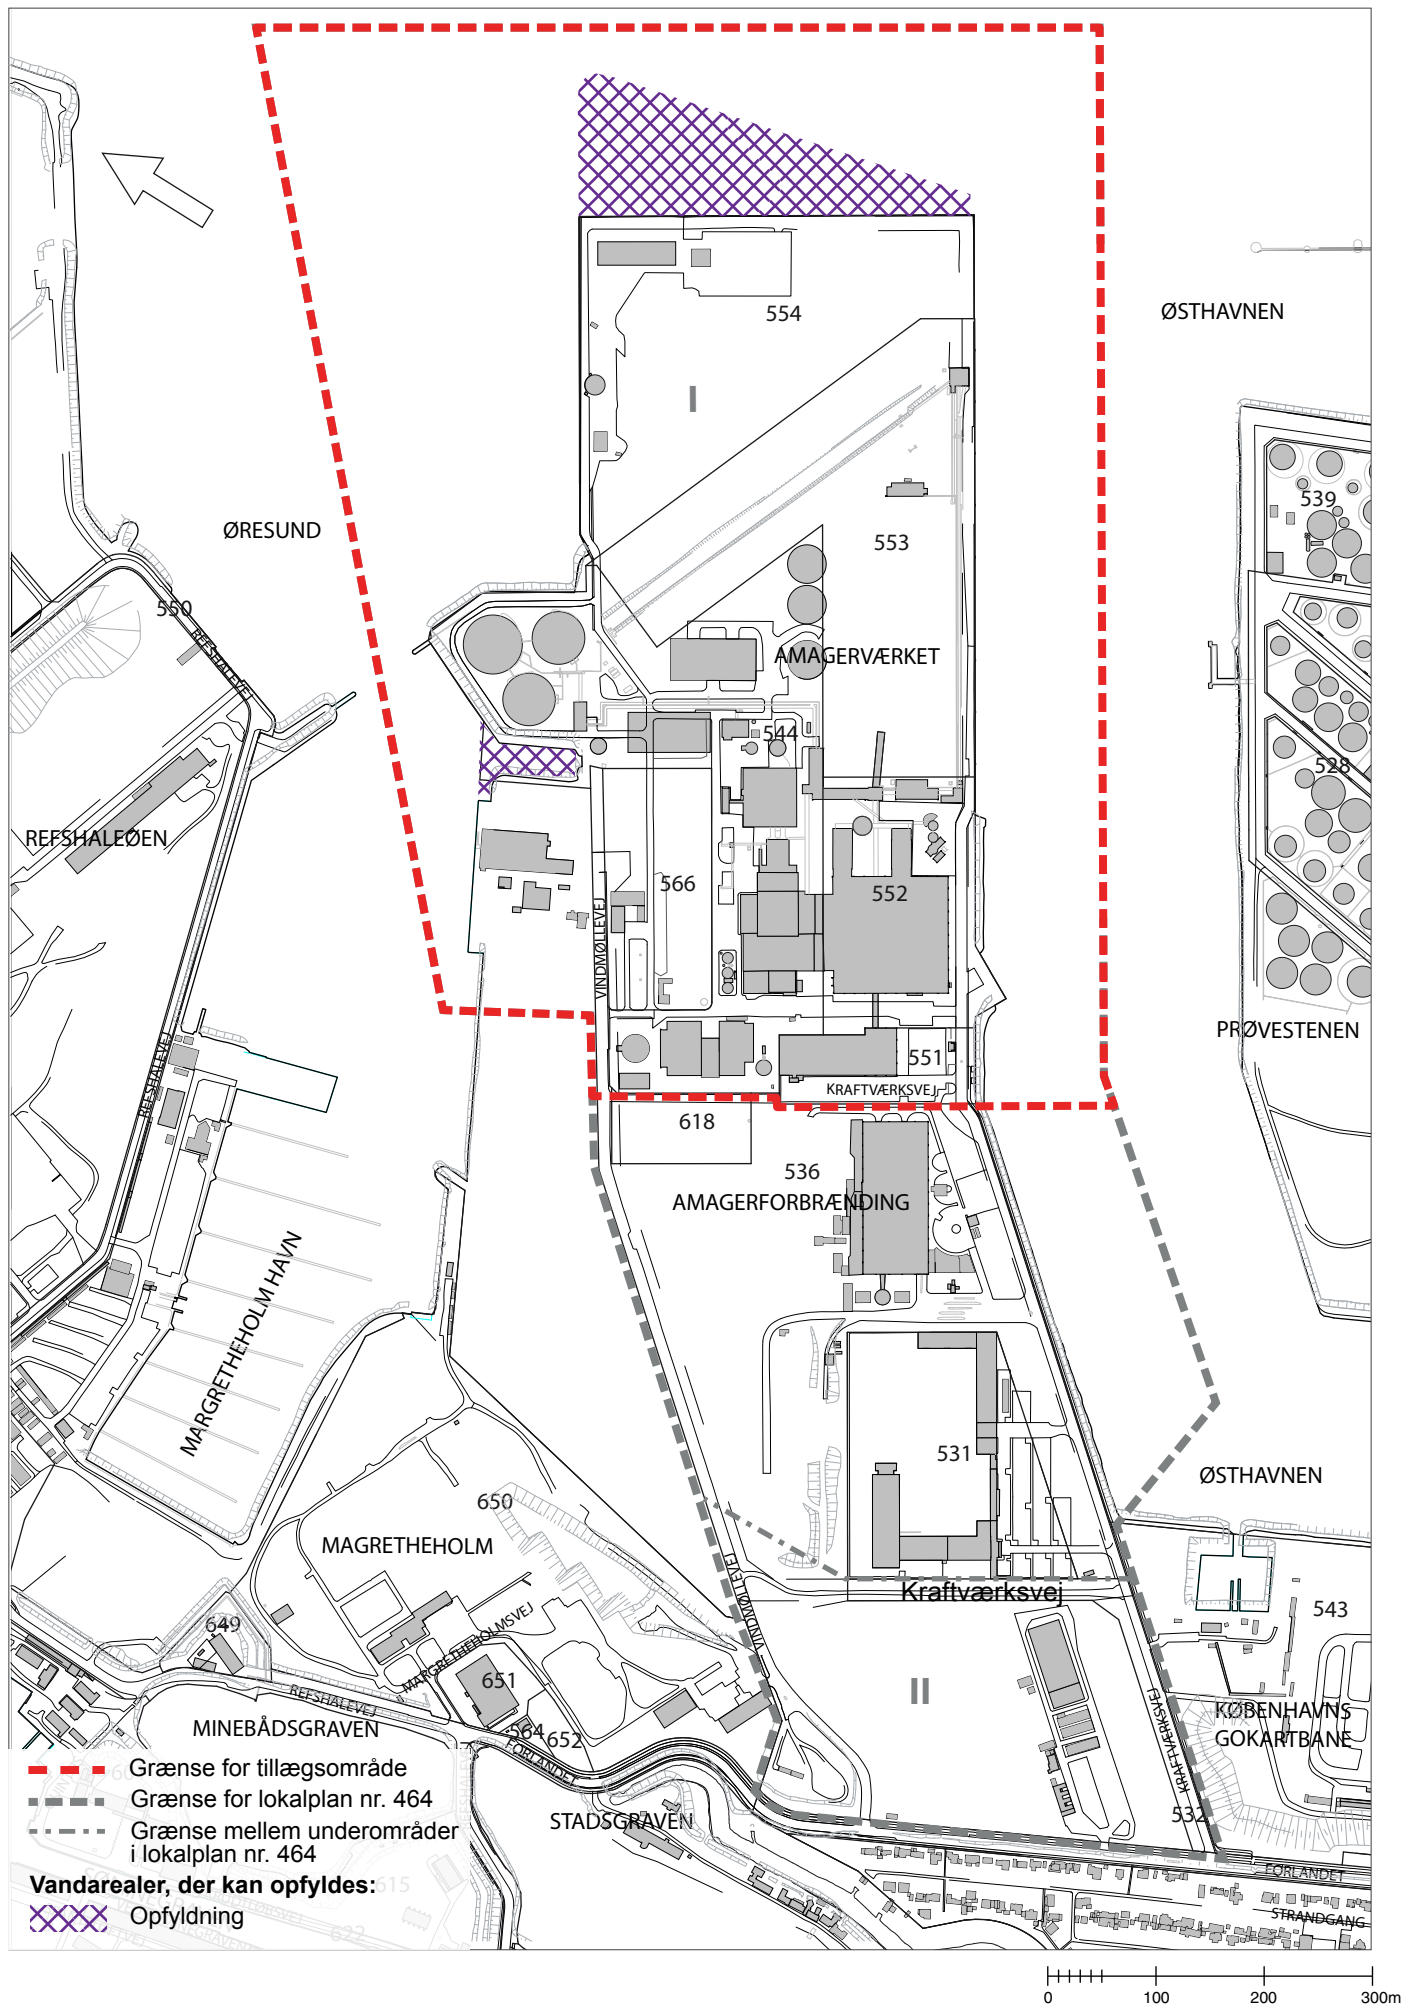 ØSTHAVNEN
554
I
539
ØRESUND
553
550
REFSHALEVEJ
AMAGERVÆRKET
544
528
REFSHALEØEN
566
552
VINDMØLLEVEJ
PRØVESTENEN
551
REFSHALEVEJ
KRAFTVÆRKSVEJ
618
536
AMAGERFORBRÆNDING
MARGRETHEHOLM HAVN
531
ØSTHAVNEN
650
MAGRETHEHOLM
VINDMØLLEVEJ
Kraftværksvej
543
649
MARGRETHEHOLMSVEJ
651
II
REFSHALEVEJ
KRAFTVÆRKSVEJ
KØBENHAVNS
GOKARTBANE
MINEBÅDSGRAVEN
564
652
FORLANDET
532
STADSGRAVEN
Grænse for tillægsområde
Grænse for lokalplan nr. 464
Grænse mellem underområder
i lokalplan nr. 464
Vandarealer, der kan opfyldes:
615
Opfyldning
622
FORLANDET
STRANDGANG
0 100 200 300m